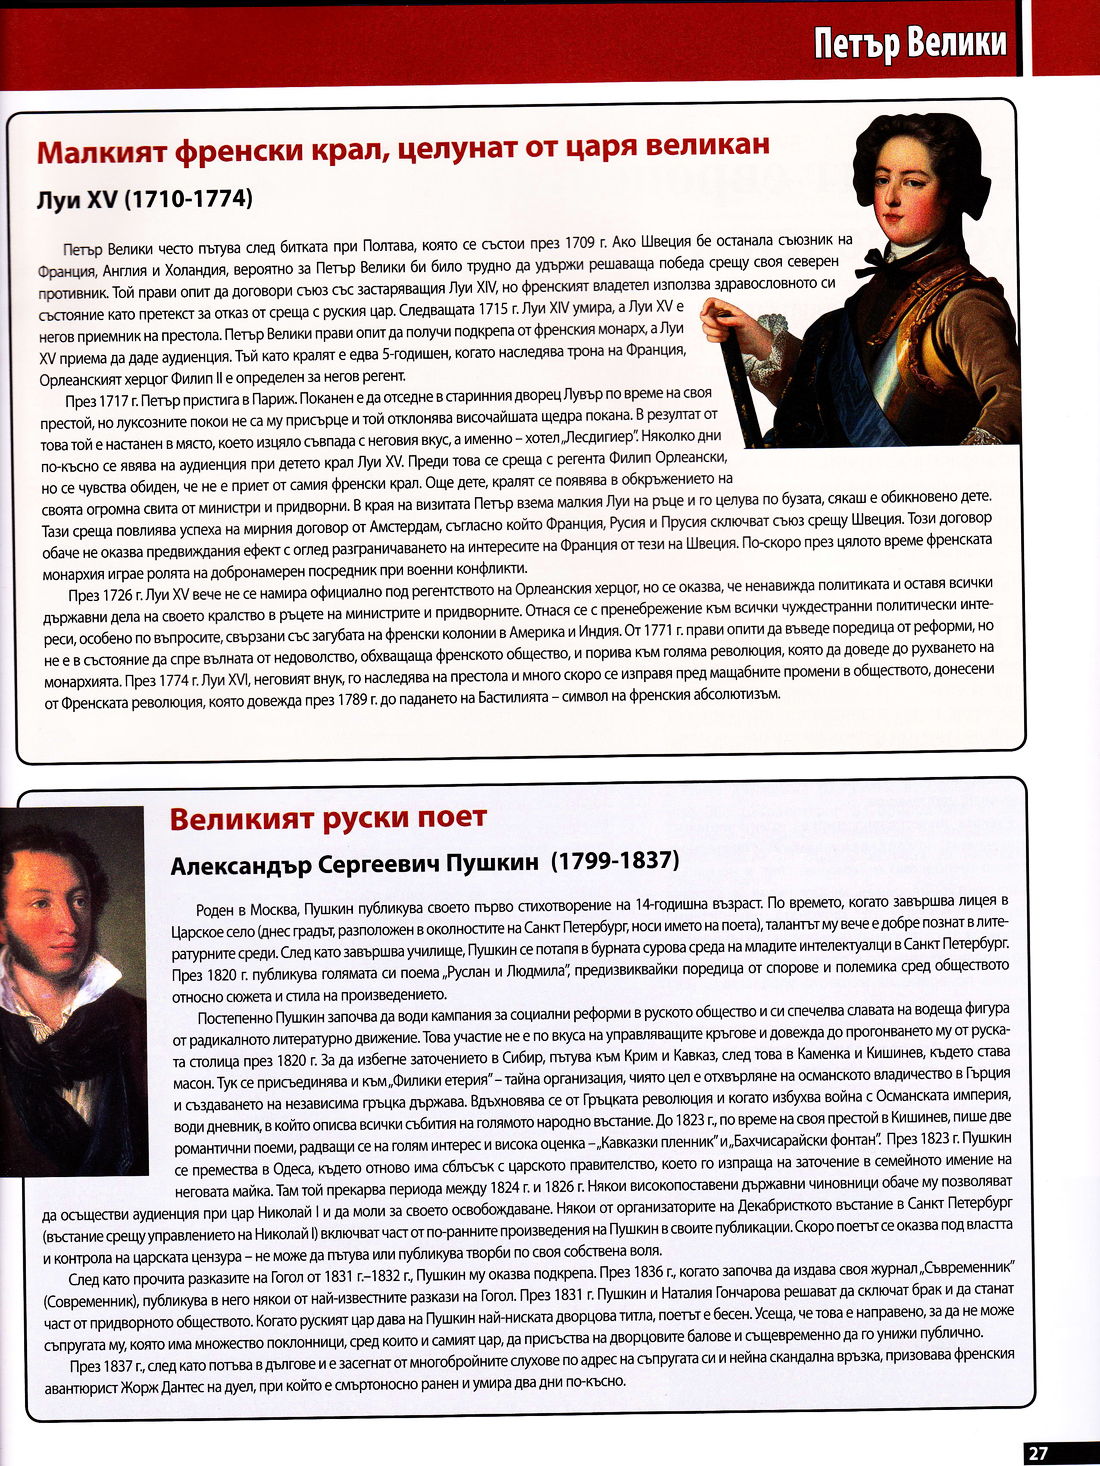 Петър Велики
Малкият френски крал, целунат от царя великан
Луи XV (1710-1774)
Петър Велики често пътува след битката при Полтава, която се състои през 1709 г. Ако Швеция бе останала съюзник на
Франция, Англия и Холандия, вероятно за Петър Велики би било трудно да удържи решаваща победа срещу своя северен
противник. Той прави опит да договори съюз със застаряващия Луи XIV, но френският владетел използва здравословното си
състояние като претекст за отказ от среща с руския цар. Следващата 1715 г. Луи XIV умира, а Луи XV е
негов приемник на престола. Петър Велики прави опит да получи подкрепа от френския монарх, а Луи
XV приема да даде аудиенция. Тъй като кралят е едва 5-годишен, когато наследява трона на Франция,
Орлеанският херцог Филип II е определен за негов регент.
През 1717 г. Петър пристига в Париж. Поканен е да отседне в старинния дворец Лувър по време на своя
престой, но луксозните покои не са му присърце и той отклонява височайшата щедра покана. В резултат от
това той е настанен в място, което изцяло съвпада с неговия вкус, а именно – хотел „Лесдигиер". Няколко дни
по-късно се явява на аудиенция при детето крал Луи XV. Преди това се среща с регента Филип Орлеански,
но се чувства обиден, че не е приет от самия френски крал. Още дете, кралят се появява в обкръжението на
своята огромна свита от министри и придворни. В края на визитата Петър взема малкия Луи на ръце и го целува по бузата, сякаш е обикновено дете.
Тази среща повлиява успеха на мирния договор от Амстердам, съгласно който Франция, Русия и Прусия сключват съюз срещу Швеция. Този договор
обаче не оказва предвиждания ефект с оглед разграничаването на интересите на Франция от тези на Швеция. По-скоро през цялото време френската
монархия играе ролята на добронамерен посредник при военни конфликти.
През 1726 г. Луи XV вече не се намира официално под регентството на Орлеанския херцог, но се оказва, че ненавижда политиката и оставя всички
държавни дела на своето кралство в ръцете на министрите и придворните. Отнася се с пренебрежение към всички чуждестранни политически инте-
реси, особено по въпросите, свързани със загубата на френски колонии в Америка и Индия. От 1771 г. прави опити да въведе поредица от реформи, но
не е в състояние да спре вълната от недоволство, обхващаща френското общество, и порива към голяма революция, която да доведе до рухването на
монархията. През 1774 г. Луи XVI, неговият внук, го наследява на престола и много скоро се изправя пред мащабните промени в обществото, донесени
от Френската революция, която довежда през 1789 г. до падането на Бастилията – символ на френския абсолютизъм.
Великият руски поет
Александър Сергеевич Пушкин (1799-1837)
Роден в Москва, Пушкин публикува своето първо стихотворение на 14-годишна възраст. По времето, когато завършва лицея в
Царское село (днес градът, разположен в околностите на Санкт Петербург, носи името на поета), талантът му вече е добре познат в лите-
ратурните среди. След като завършва училище, Пушкин се потапя в бурната сурова среда на младите интелектуалци в Санкт Петербург.
През 1820 г. публикува голямата си поема „Руслан и Людмила", предизвиквайки поредица от спорове и полемика сред обществото
относно сюжета и стила на произведението.
Постепенно Пушкин започва да води кампания за социални реформи в руското общество и си спечелва славата на водеща фигура
от радикалното литературно движение. Това участие не е по вкуса на управляващите кръгове и довежда до прогонването му от руска-
та столица през 1820 г. За да избегне заточението в Сибир, пътува към Крим и Кавказ, след това в Каменка и Кишинев, където става
масон. Тук се присъединява и към „Филики етерия" – тайна организация, чиято цел е отхвърляне на османското владичество в Гърция
и създаването на независима гръцка държава. Вдъхновява се от Гръцката революция и когато избухва война с Османската империя,
води дневник, в който описва всички събития на голямото народно въстание. До 1823 г., по време на своя престой в Кишинев, пише две
романтични поеми, радващи се на голям интерес и висока оценка – „Кавказки пленник" и „Бахчисарайски фонтан". През 1823 г. Пушкин
се премества в Одеса, където отново има сблъсък с царското правителство, което го изпраща на заточение в семейното имение на
неговата майка. Там той прекарва периода между 1824 г. и 1826 г. Някои високопоставени държавни чиновници обаче му позволяват
да осъществи аудиенция при цар Николай I и да моли за своето освобождаване. Някои от организаторите на Декабристкото въстание в Санкт Петербург
(въстание срещу управлението на Николай I) включват част от по-ранните произведения на Пушкин в своите публикации. Скоро поетът се оказва под властта
и контрола на царската цензура – не може да пътува или публикува творби по своя собствена воля.
След като прочита разказите на Гогол от 1831 г.–1832 г., Пушкин му оказва подкрепа. През 1836 г., когато започва да издава своя журнал „Съвременник"
(Современник), публикува в него някои от най-известните разкази на Гогол. През 1831 г. Пушкин и Наталия Гончарова решават да сключат брак и да станат
част от придворното обществото. Когато руският цар дава на Пушкин най-ниската дворцова титла, поетът е бесен. Усеща, че това е направено, за да не може
съпругата му, която има множество поклонници, сред които и самият цар, да присъства на дворцовите балове и същевременно да го унижи публично.
През 1837 г., след като потъва в дългове и е засегнат от многобройните слухове по адрес на съпругата си и нейна скандална връзка, призовава френския
авантюрист Жорж Дантес на дуел, при който е смъртоносно ранен и умира два дни по-късно.
27